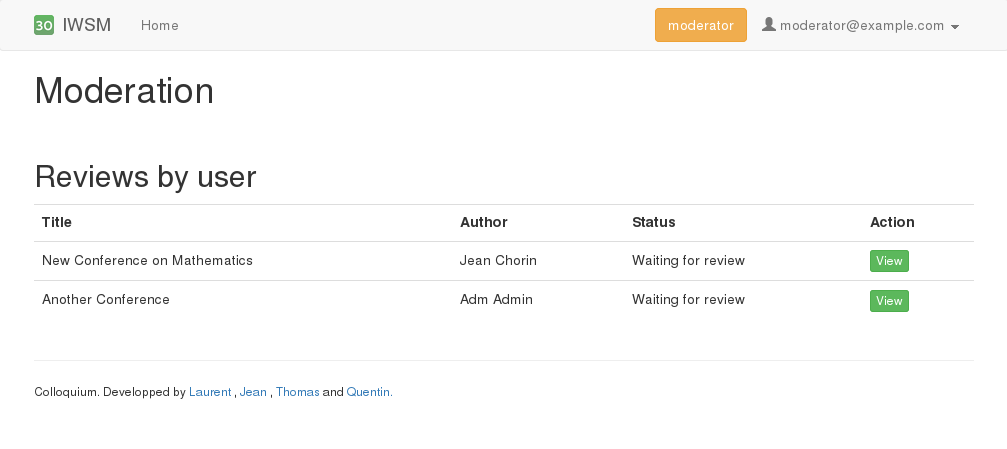 30 IWSM Home moderator moderator@example.com
Moderation
Reviews by user
Title Author Status Action
New Conference on Mathematics Jean Chorin Waiting for review View
Another Conference Adm Admin Waiting for review View
Colloquium. Developped by Laurent , Jean , Thomas and Quentin.